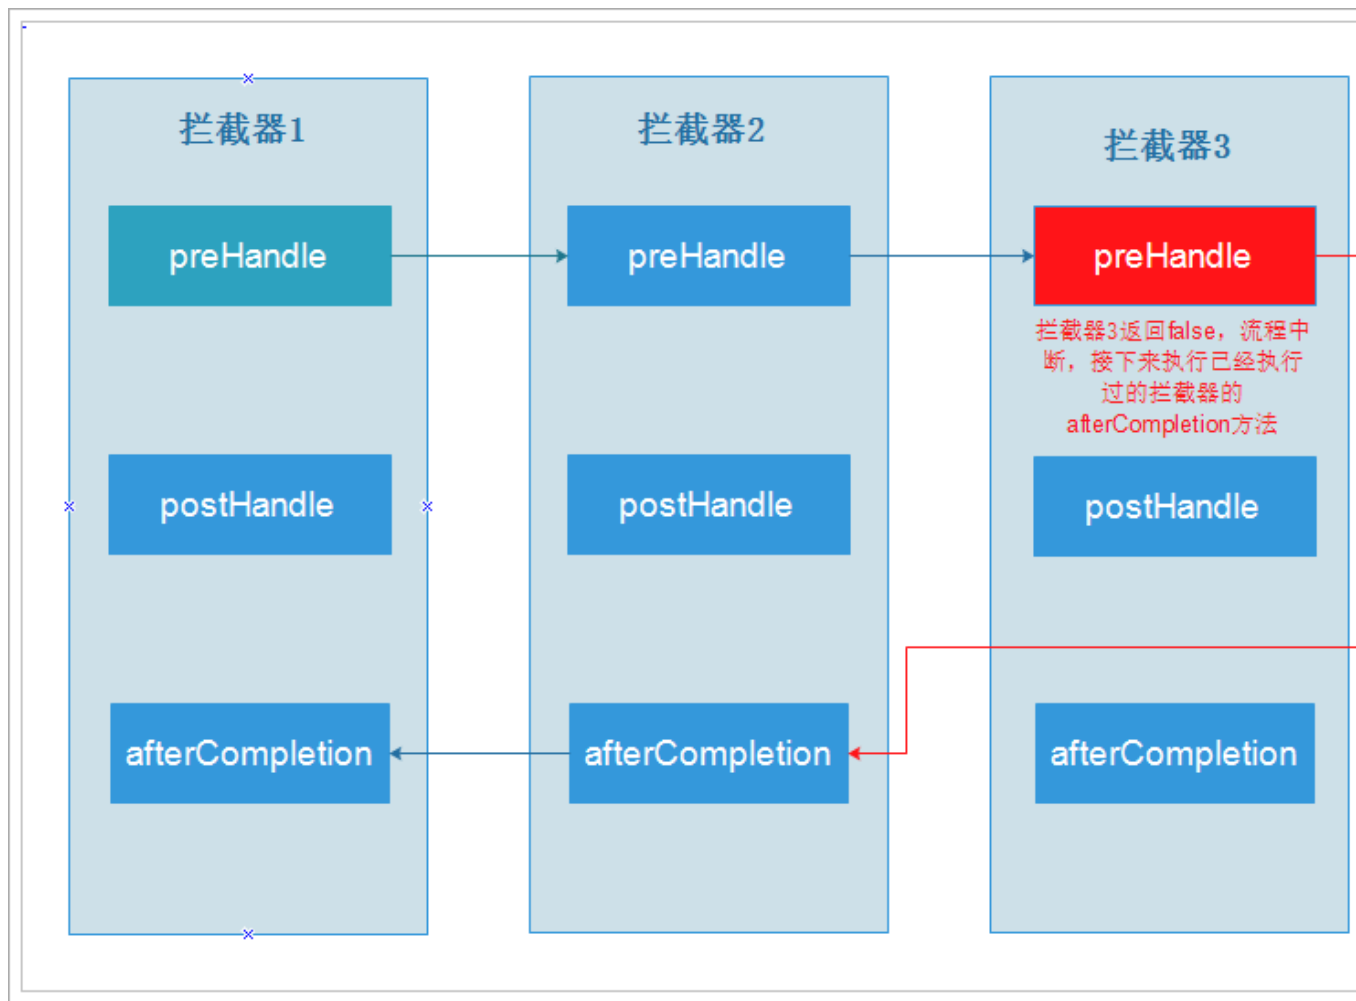 拦截器1
拦截器2
拦截器3
preHandle
preHandle
preHandle
拦截器3返回false，流程中
断，接下来执行已经执行
过的拦截器的
afterCompletion方法
postHandle
postHandle
postHandle
afterCompletion
afterCompletion
afterCompletion